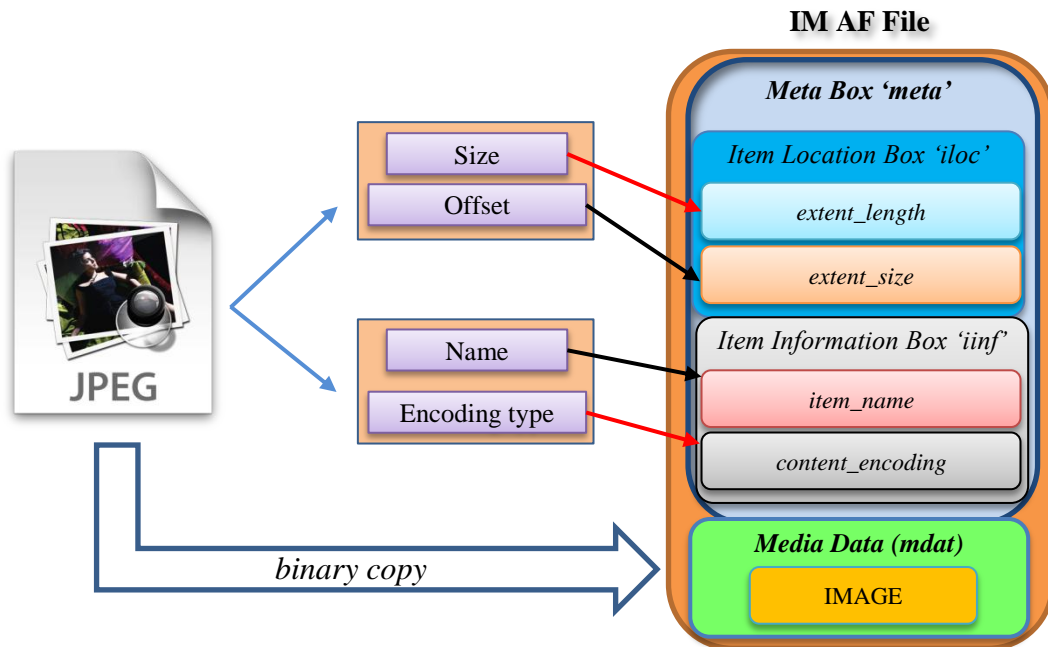 IM AF File
Meta Box ‘meta’
Item Location Box ‘iloc’
extent_length
extent_size
Item Information Box ‘iinf’
item_name
content_encoding
Media Data (mdat)
IMAGE
Size
Offset
Name
Encoding type
JPEG
binary copy